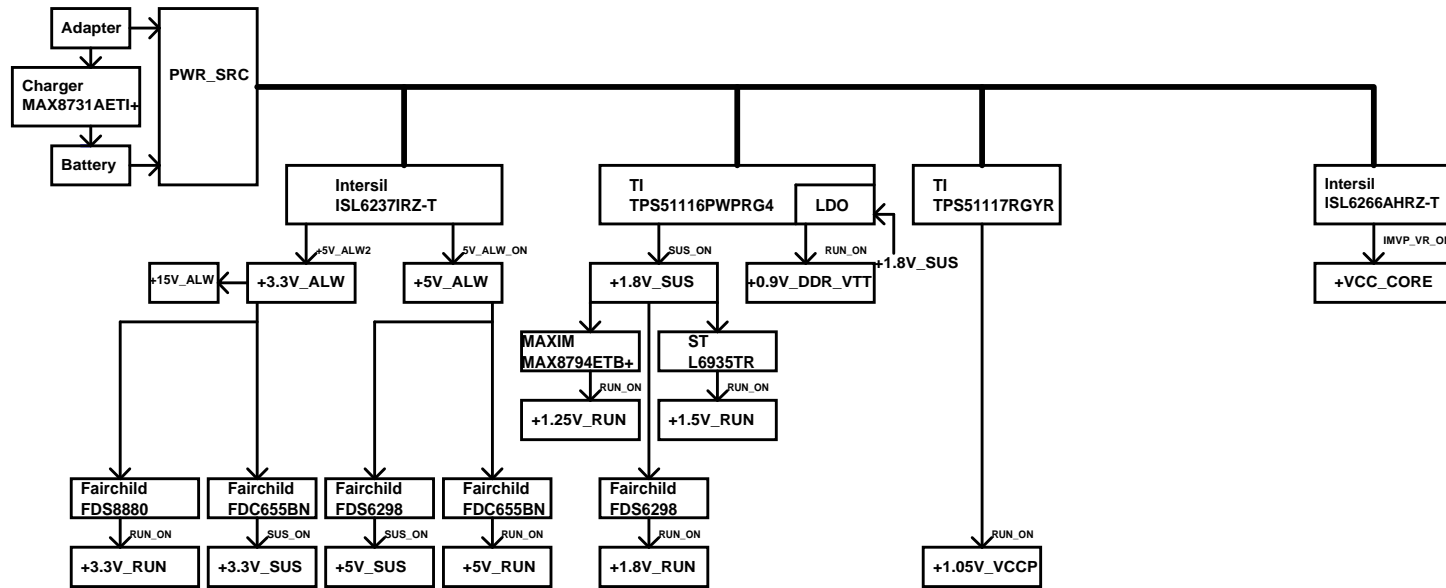 Adapter
PWR_SRC
Charger
MAX8731AETI+
Battery
Intersil
ISL6237IRZ-T
TI
TPS51116PWPRG4
LDO
TI
TPS51117RGYR
Intersil
ISL6266AHRZ-T
+5V_ALW2
5V_ALW_ON
SUS_ON
RUN_ON
+1.8V_SUS
+15V_ALW
+3.3V_ALW
+5V_ALW
+1.8V_SUS
+0.9V_DDR_VTT
+VCC_CORE
MAXIM
MAX8794ETB+
ST
L6935TR
RUN_ON
RUN_ON
+1.25V_RUN
+1.5V_RUN
Fairchild
FDS8880
Fairchild
FDC655BN
Fairchild
FDS6298
Fairchild
FDC655BN
Fairchild
FDS6298
RUN_ON
SUS_ON
SUS_ON
RUN_ON
RUN_ON
RUN_ON
+3.3V_RUN
+3.3V_SUS
+5V_SUS
+5V_RUN
+1.8V_RUN
+1.05V_VCCP